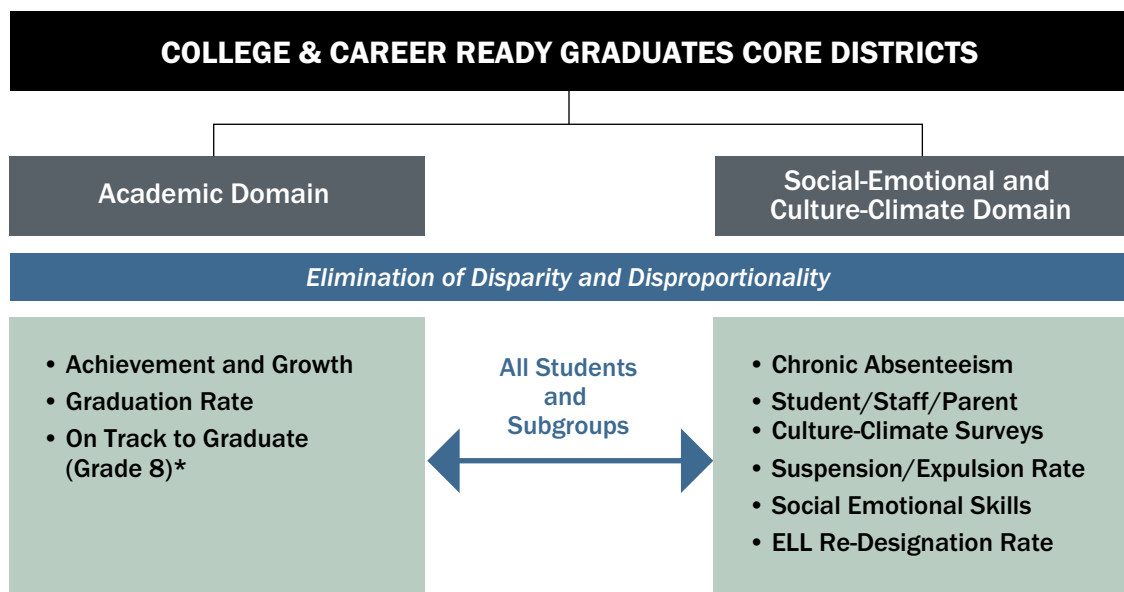 COLLEGE & CAREER READY GRADUATES CORE DISTRICTS
Academic Domain
Social-Emotional and
Culture-Climate Domain
Elimination of Disparity and Disproportionality
• Achievement and Growth
• Graduation Rate
• On Track to Graduate
(Grade 8)*
All Students
and
Subgroups
• Chronic Absenteeism
• Student/Staff/Parent
• Culture-Climate Surveys
• Suspension/Expulsion Rate
• Social Emotional Skills
• ELL Re-Designation Rate